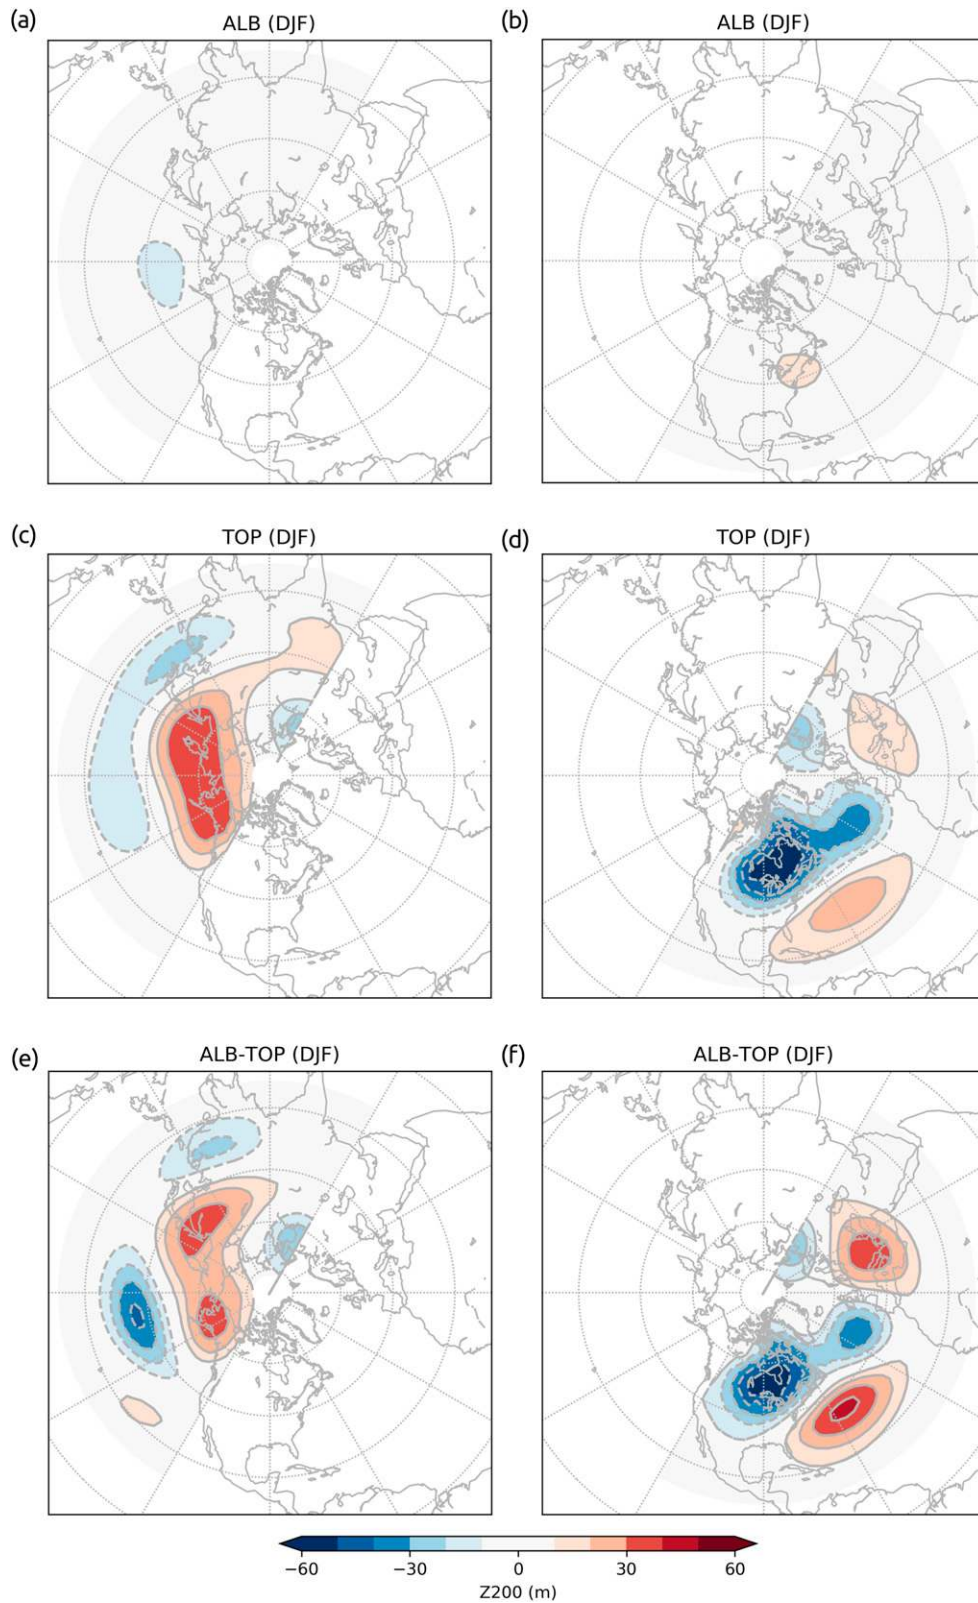 (a) ALB (DJF)
(b) ALB (DJF)
(c) TOP (DJF)
(d) TOP (DJF)
(e) ALB-TOP (DJF)
(f) ALB-TOP (DJF)
−60 −30 0 30 60
Z200 (m)